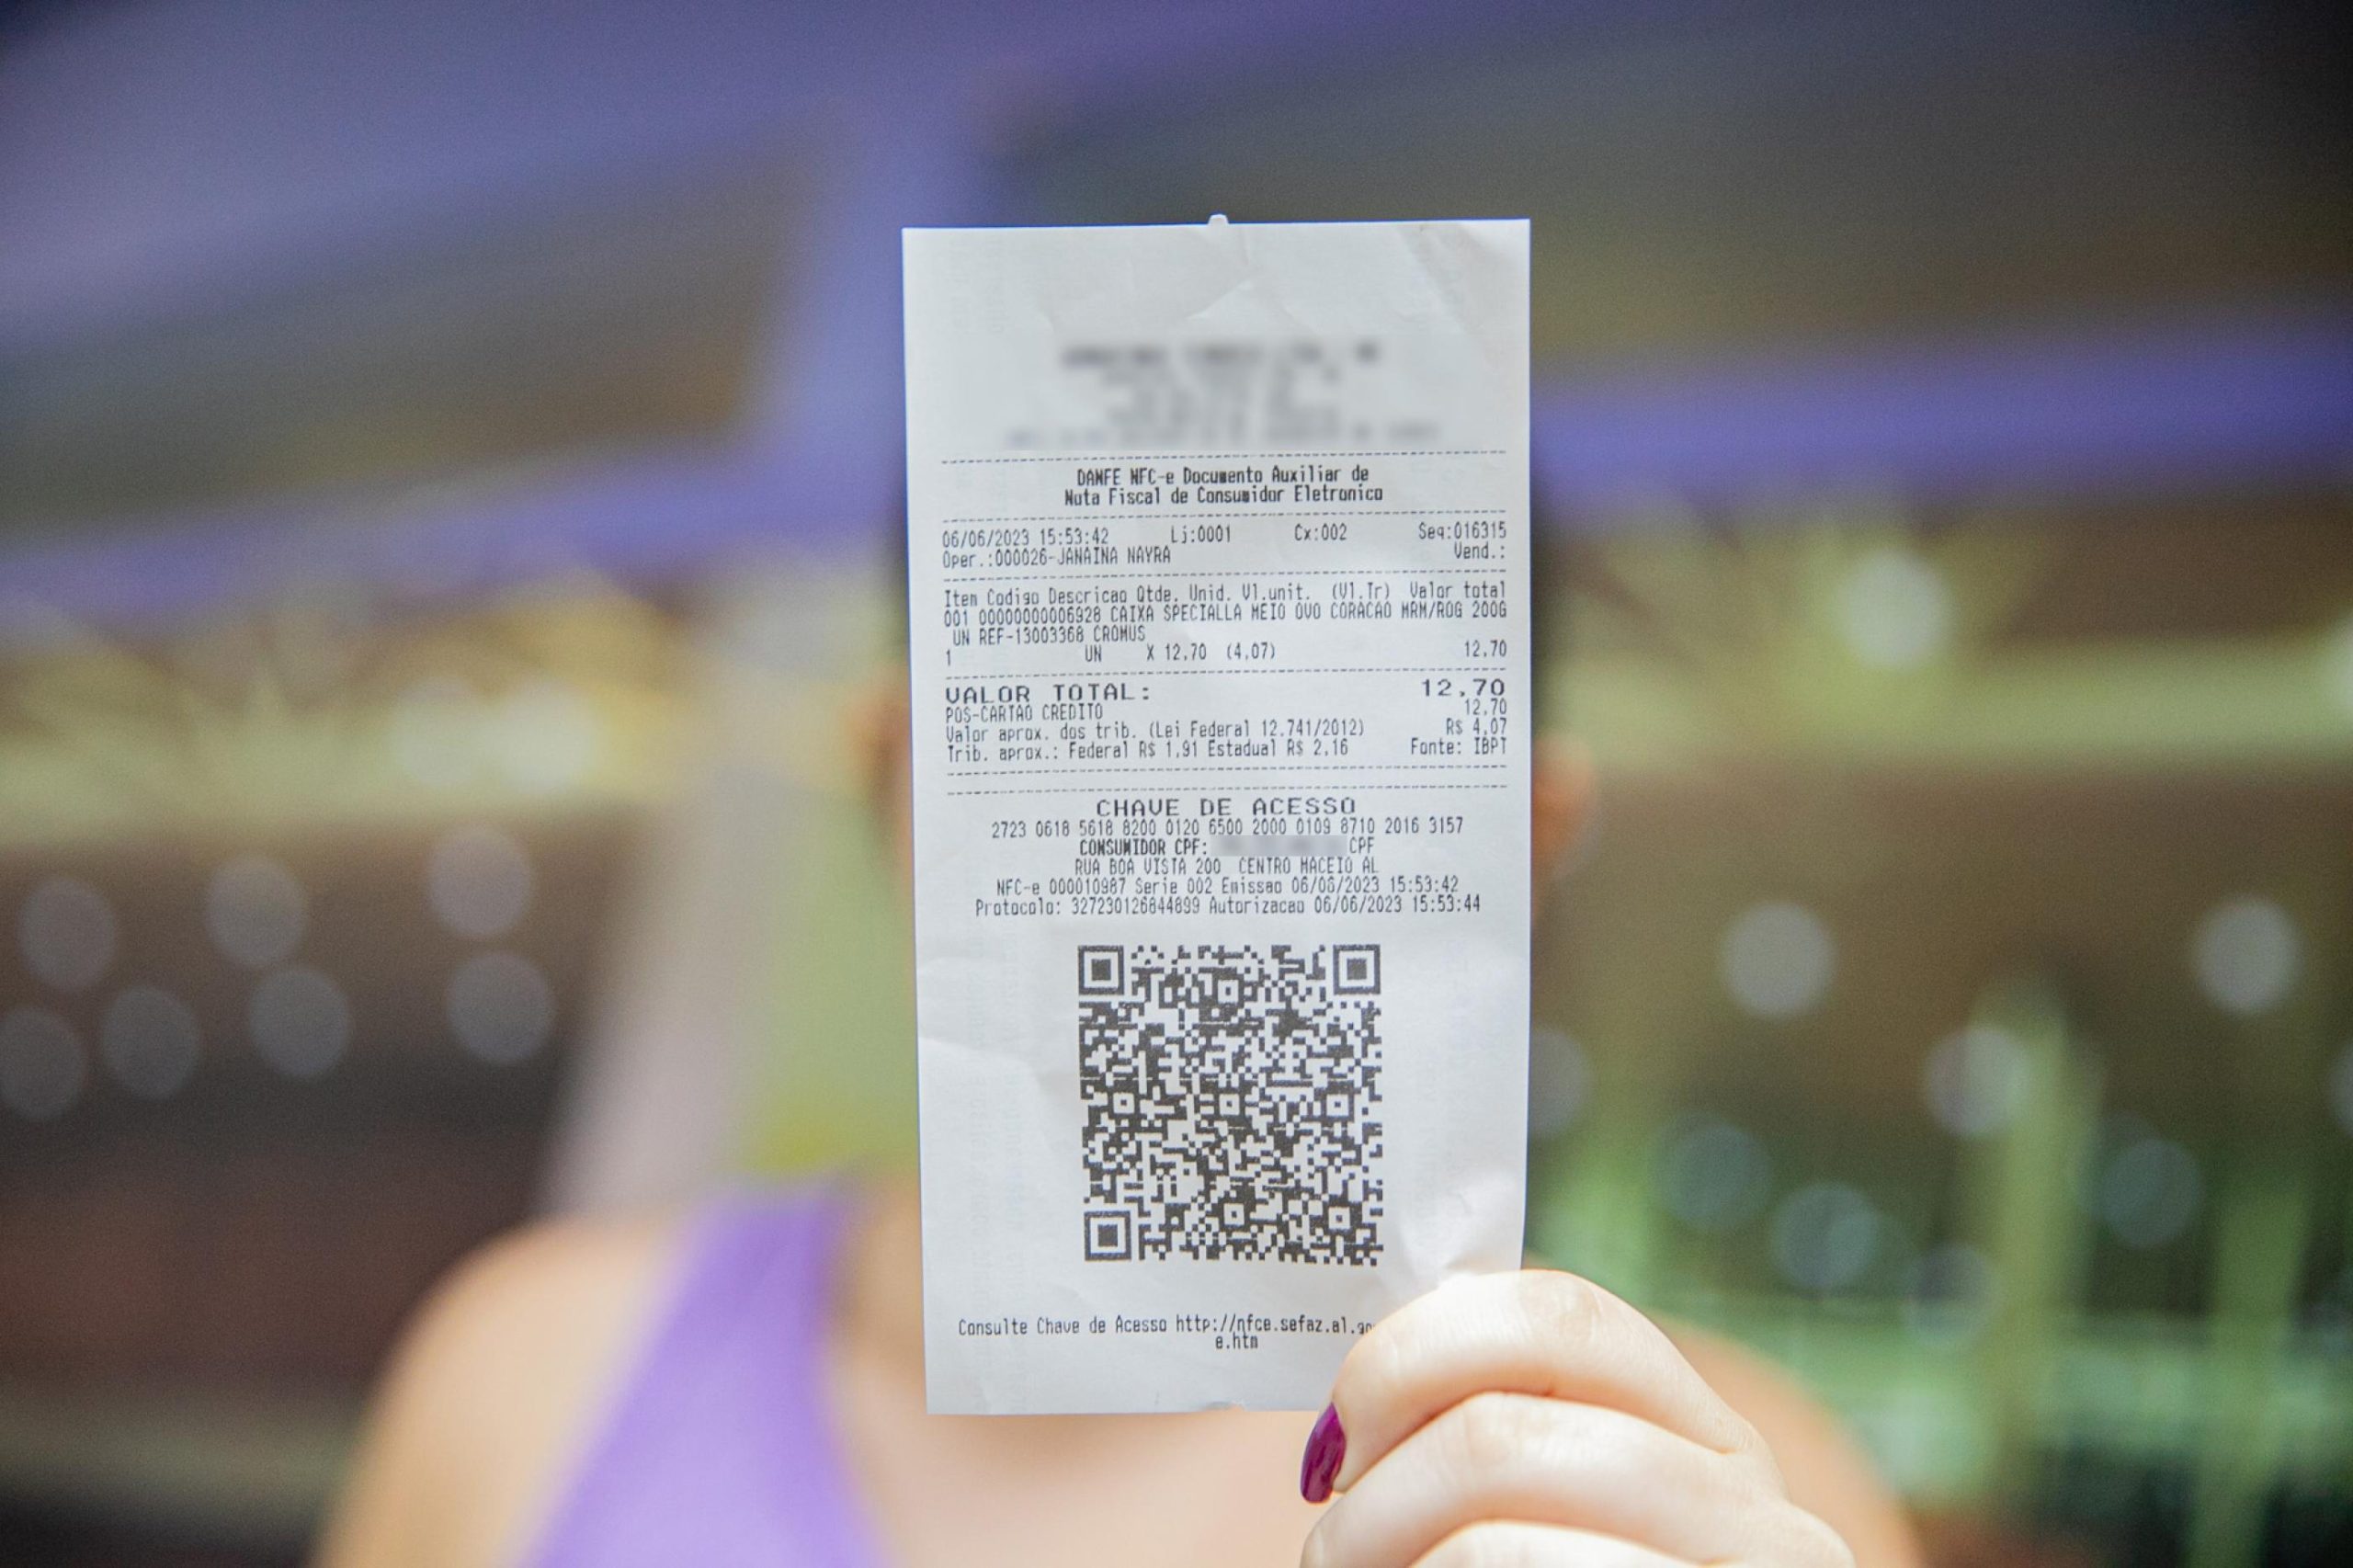 DANFE NFC-e Documento Auxiliar de
Nota Fiscal de Consumidor Eletronico
06/06/2023 15:53:42 Lj:0001 Cx:002 Seq:016315
Oper.:000026-JANAINA NAYRA Vend.:
Item Codigo Descricao Qtde. Unid. Vl.unit. (Vl.Tr) Valor total
001 00000000006928 CAIXA SPECIALLA MEIO OVO CORACAO MRM/ROG 200G
UN REF-13003368 CROMUS
1 UN X 12,70 (4,07) 12,70
VALOR TOTAL: 12,70
POS-CARTAO CREDITO 12,70
Valor aprox. dos trib. (Lei Federal 12.741/2012) R$ 4,07
Trib. aprox.: Federal R$ 1,91 Estadual R$ 2,16 Fonte: IBPT
CHAVE DE ACESSO
2723 0618 5618 8200 0120 6500 2000 0109 8710 2016 3157
CONSUMIDOR CPF: CPF
RUA BOA VISTA 200 CENTRO MACEIO AL
NFC-e 000010987 Serie 002 Emissao 06/06/2023 15:53:42
Protocolo: 327230126844899 Autorizacao 06/06/2023 15:53:44
Consulte Chave de Acesso http://nfce.sefaz.al.go
e.htm